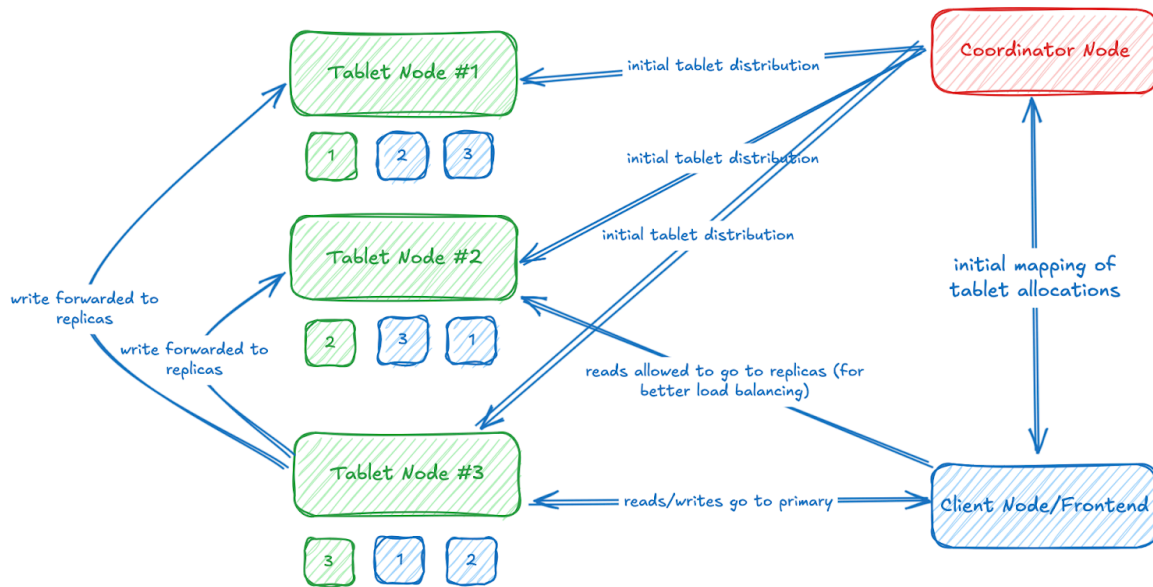 Tablet Node #1
Coordinator Node
initial tablet distribution
1
2
3
initial tablet distribution
Tablet Node #2
initial tablet distribution
initial mapping of
tablet allocations
write forwarded to
replicas
2
3
1
write forwarded to
replicas
reads allowed to go to replicas (for
better load balancing)
Tablet Node #3
reads/writes go to primary
Client Node/Frontend
3
1
2